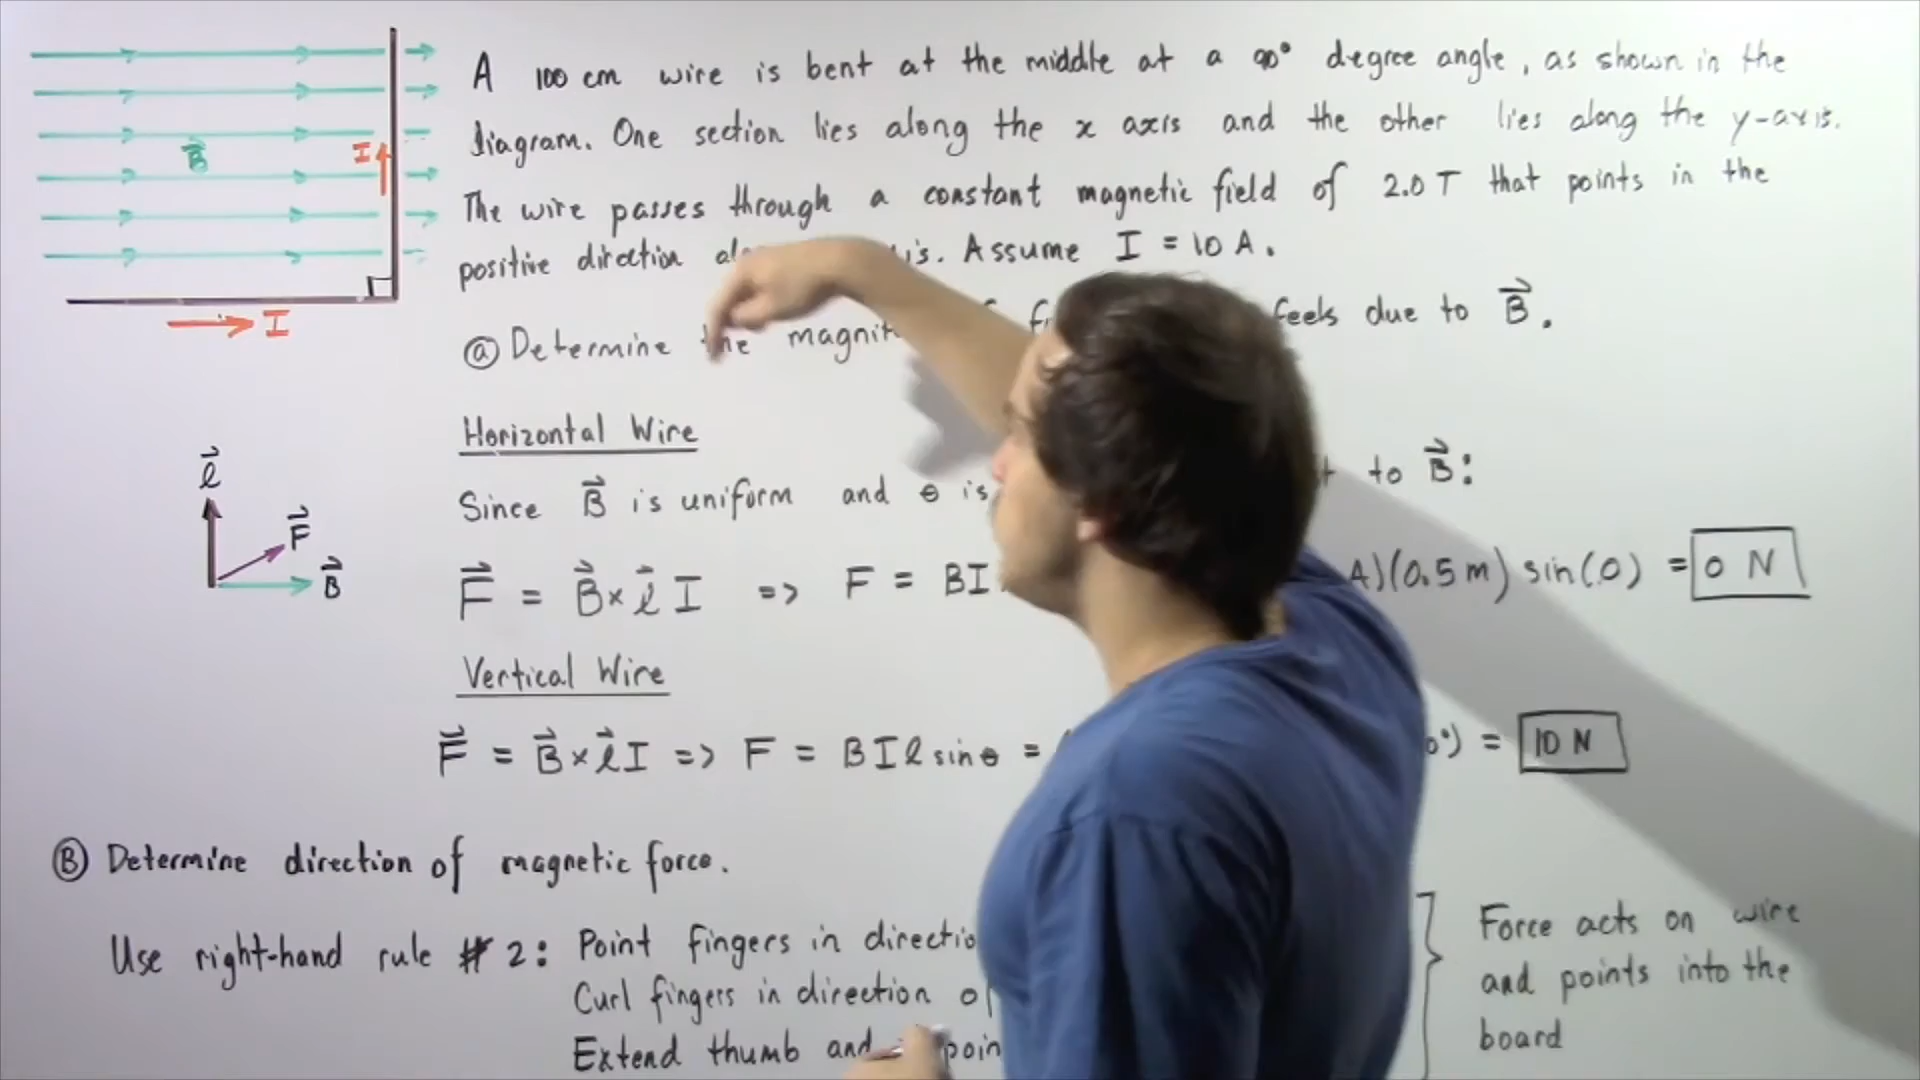 A 100 cm wire is bent at the middle at a 90° degree angle, as shown in the
diagram. One section lies along the x axis and the other lies along the y-axis.
The wire passes through a constant magnetic field of 2.0 T that points in the
positive direction is. Assume I = 10 A.
B⃗
I
I
ⓐ Determine the feels due to B⃗.
Horizontal Wire
Since B⃗ is uniform and θ is to B⃗:
F⃗ = B⃗ × l⃗ I => F = BI A)(0.5 m) sin(0) = 0 N
l⃗
F⃗
B⃗
Vertical Wire
F⃗ = B⃗ × l⃗ I => F = B I l sin θ = = 10 N
Ⓑ Determine direction of magnetic force.
Use right-hand rule # 2: Point fingers in
Curl fingers in direction
Extend thumb and
Force acts on wire
and points into the
board